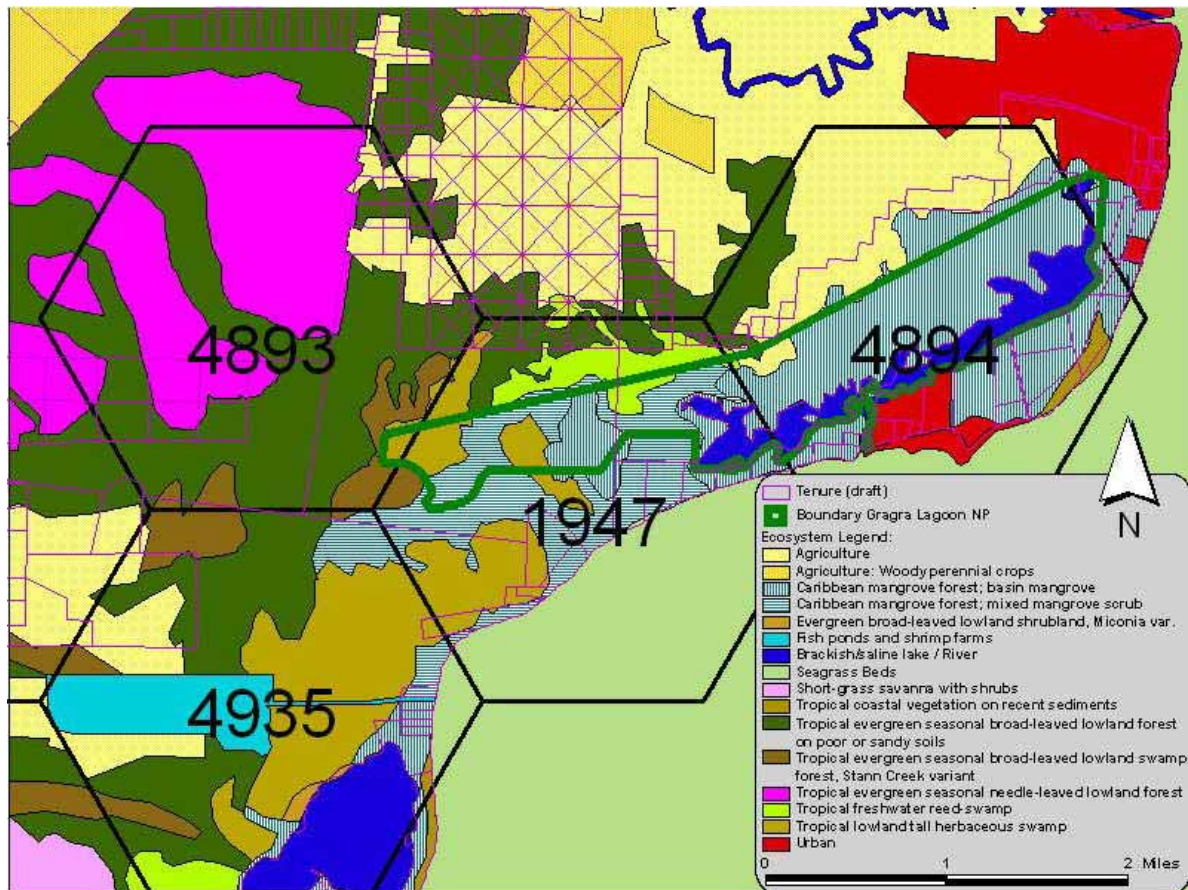 4893
4894
1947
4935
N
Tenure (draft)
Boundary Gragra Lagoon NP
Ecosystem Legend:
Agriculture
Agriculture: Woody perennial crops
Caribbean mangrove forest; basin mangrove
Caribbean mangrove forest; mixed mangrove scrub
Evergreen broad-leaved lowland shrubland, Miconia var.
Fish ponds and shrimp farms
Brackish/saline lake / River
Seagrass Beds
Short-grass savanna with shrubs
Tropical coastal vegetation on recent sediments
Tropical evergreen seasonal broad-leaved lowland forest
on poor or sandy soils
Tropical evergreen seasonal broad-leaved lowland swamp
forest, Stann Creek variant
Tropical evergreen seasonal needle-leaved lowland forest
Tropical freshwater reed-swamp
Tropical lowland tall herbaceous swamp
Urban
0 1 2 Miles